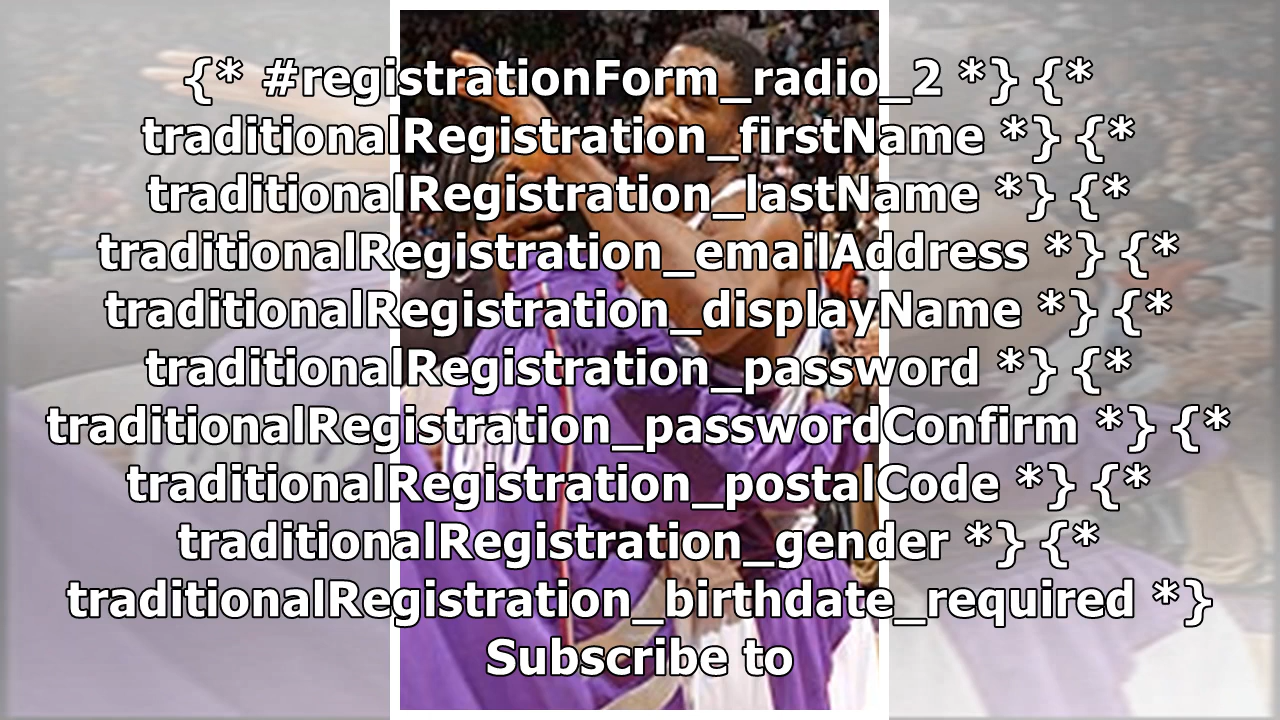 {* #registrationForm_radio_2 *} {*
traditionalRegistration_firstName *} {*
traditionalRegistration_lastName *} {*
traditionalRegistration_emailAddress *} {*
traditionalRegistration_displayName *} {*
traditionalRegistration_password *} {*
traditionalRegistration_passwordConfirm *} {*
traditionalRegistration_postalCode *} {*
traditionalRegistration_gender *} {*
traditionalRegistration_birthdate_required *}
Subscribe to